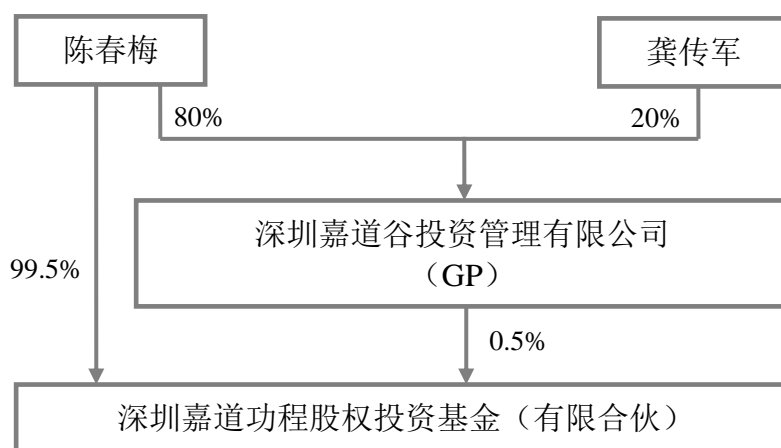 陈春梅
龚传军
80%
20%
深圳嘉道谷投资管理有限公司
（GP）
99.5%
0.5%
深圳嘉道功程股权投资基金（有限合伙）